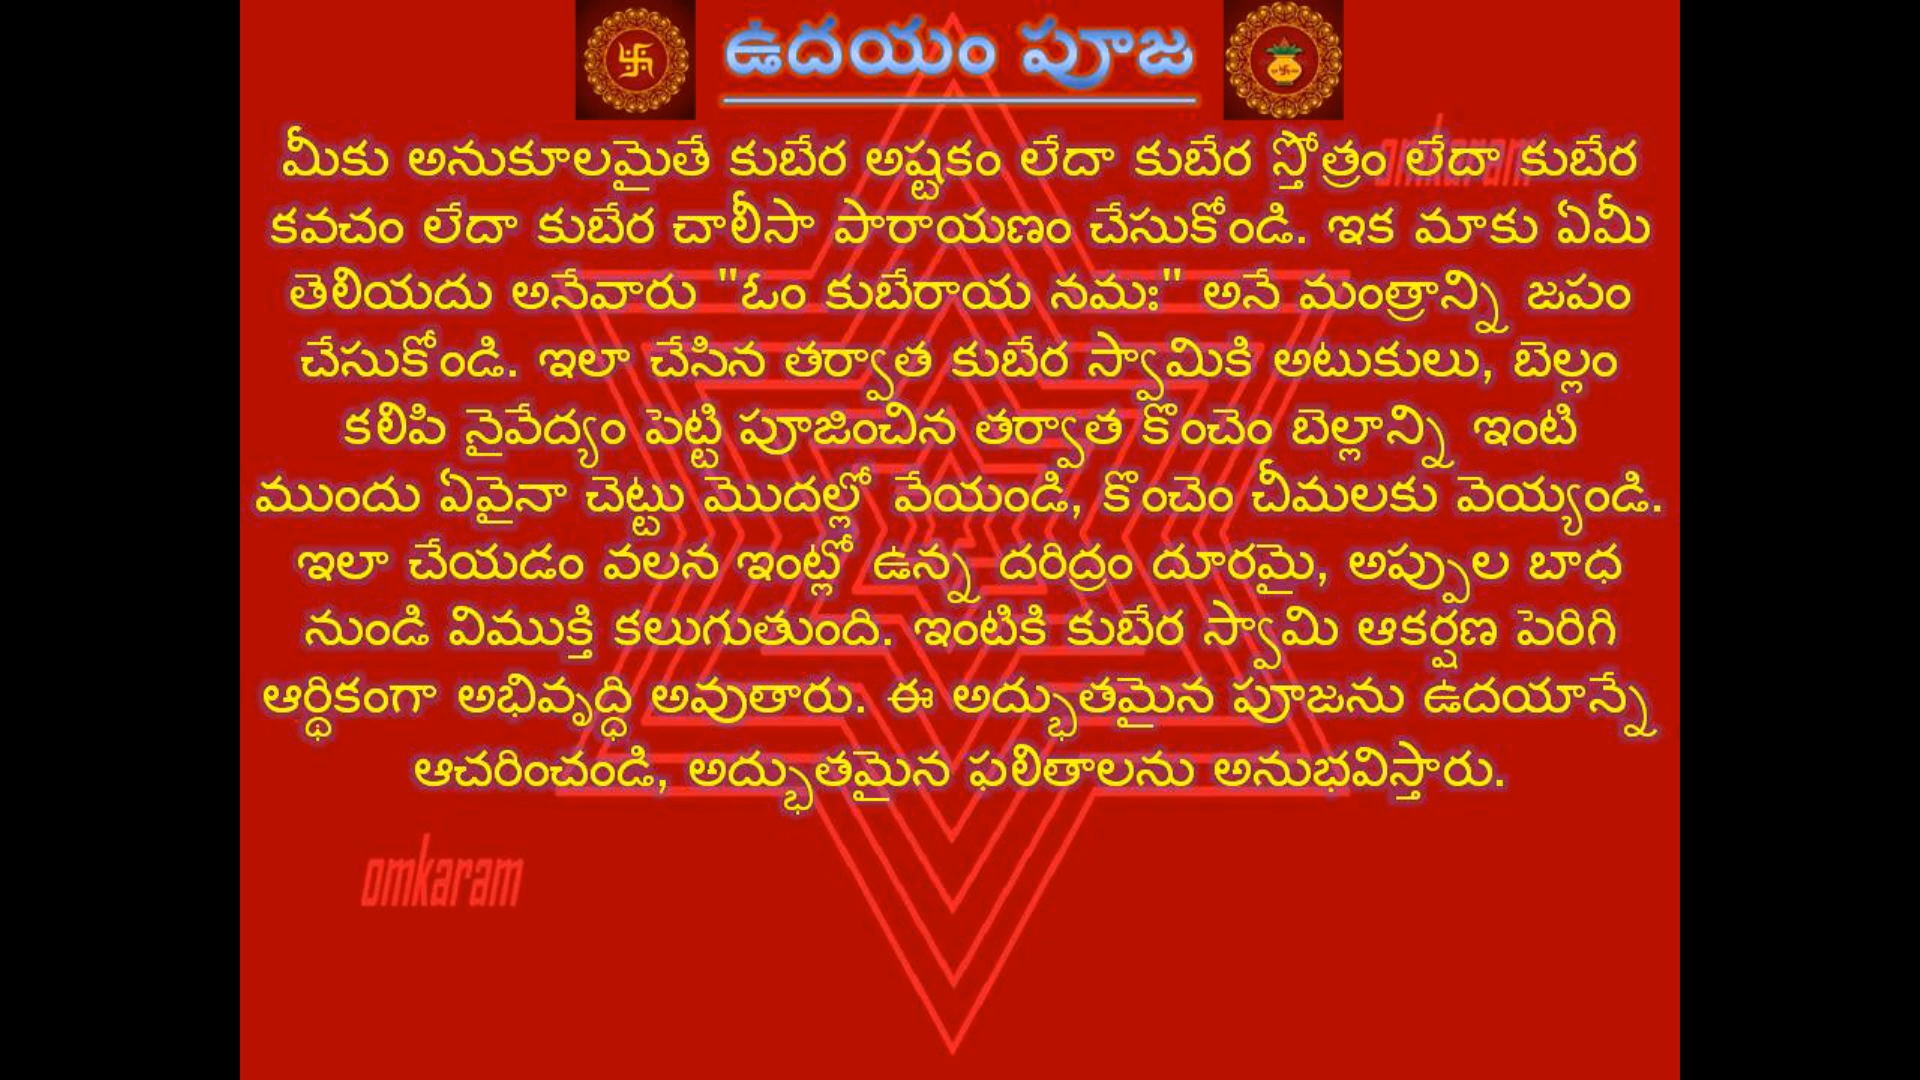 ఉదయం పూజ
omkaram
మీకు అనుకూలమైతే కుబేర అష్టకం లేదా కుబేర స్తోత్రం లేదా కుబేర
కవచం లేదా కుబేర చాలీసా పారాయణం చేసుకోండి. ఇక మాకు ఏమీ
తెలియదు అనేవారు "ఓం కుబేరాయ నమః" అనే మంత్రాన్ని జపం
చేసుకోండి. ఇలా చేసిన తర్వాత కుబేర స్వామికి అటుకులు, బెల్లం
కలిపి నైవేద్యం పెట్టి పూజించిన తర్వాత కొంచెం బెల్లాన్ని ఇంటి
ముందు ఏవైనా చెట్టు మొదల్లో వేయండి, కొంచెం చీమలకు వెయ్యండి.
ఇలా చేయడం వలన ఇంట్లో ఉన్న దరిద్రం దూరమై, అప్పుల బాధ
నుండి విముక్తి కలుగుతుంది. ఇంటికి కుబేర స్వామి ఆకర్షణ పెరిగి
ఆర్థికంగా అభివృద్ధి అవుతారు. ఈ అద్భుతమైన పూజను ఉదయాన్నే
ఆచరించండి, అద్భుతమైన ఫలితాలను అనుభవిస్తారు.
omkaram